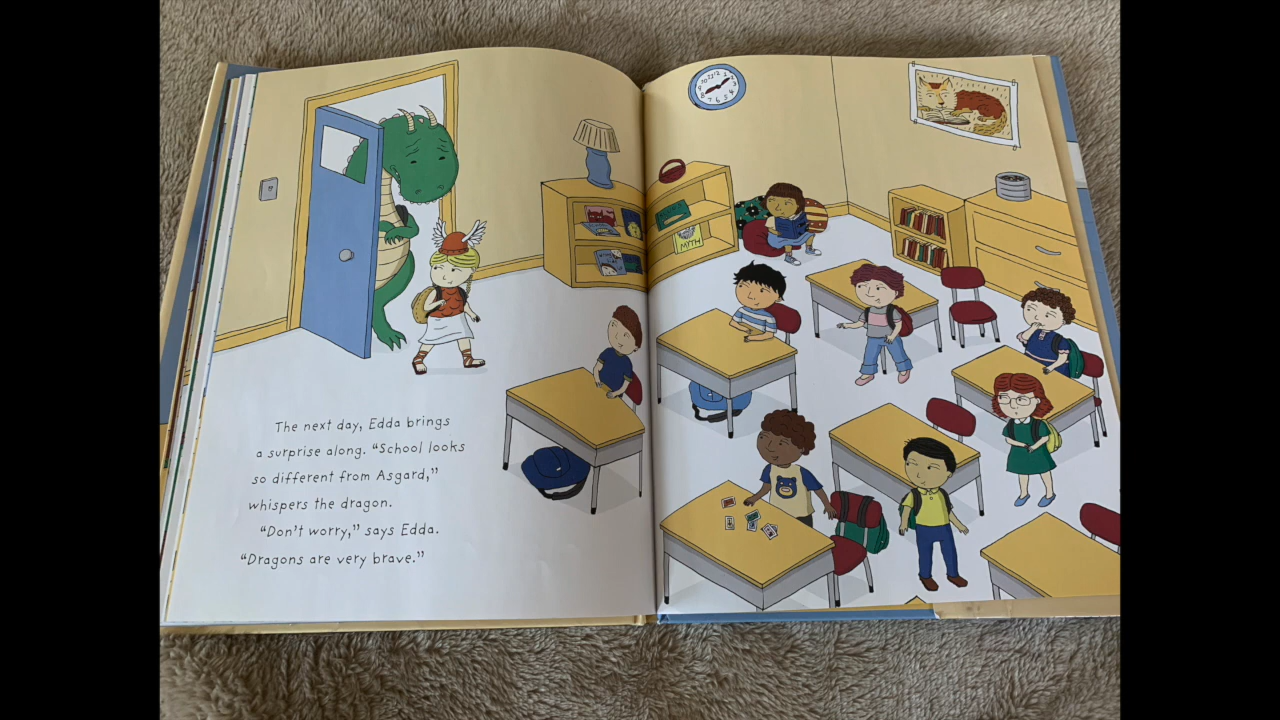 The next day, Edda brings
a surprise along. "School looks
so different from Asgard,"
whispers the dragon.
"Don't worry," says Edda.
"Dragons are very brave."
MYTH